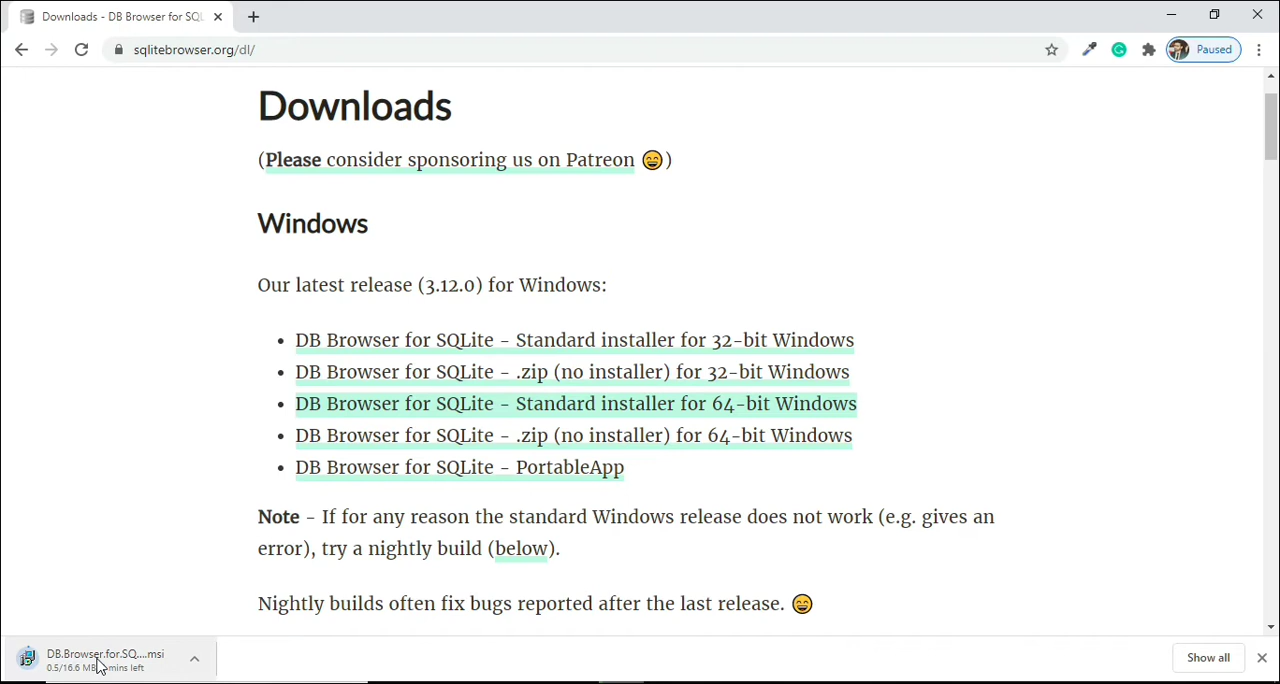 Downloads - DB Browser for SQL
sqlitebrowser.org/dl/
Paused
Downloads
(Please consider sponsoring us on Patreon 😄)
Windows
Our latest release (3.12.0) for Windows:
• DB Browser for SQLite - Standard installer for 32-bit Windows
• DB Browser for SQLite - .zip (no installer) for 32-bit Windows
• DB Browser for SQLite - Standard installer for 64-bit Windows
• DB Browser for SQLite - .zip (no installer) for 64-bit Windows
• DB Browser for SQLite - PortableApp
Note - If for any reason the standard Windows release does not work (e.g. gives an
error), try a nightly build (below).
Nightly builds often fix bugs reported after the last release. 😄
DB.Browser.for.SQ....msi
0.5/16.6 MB mins left
Show all